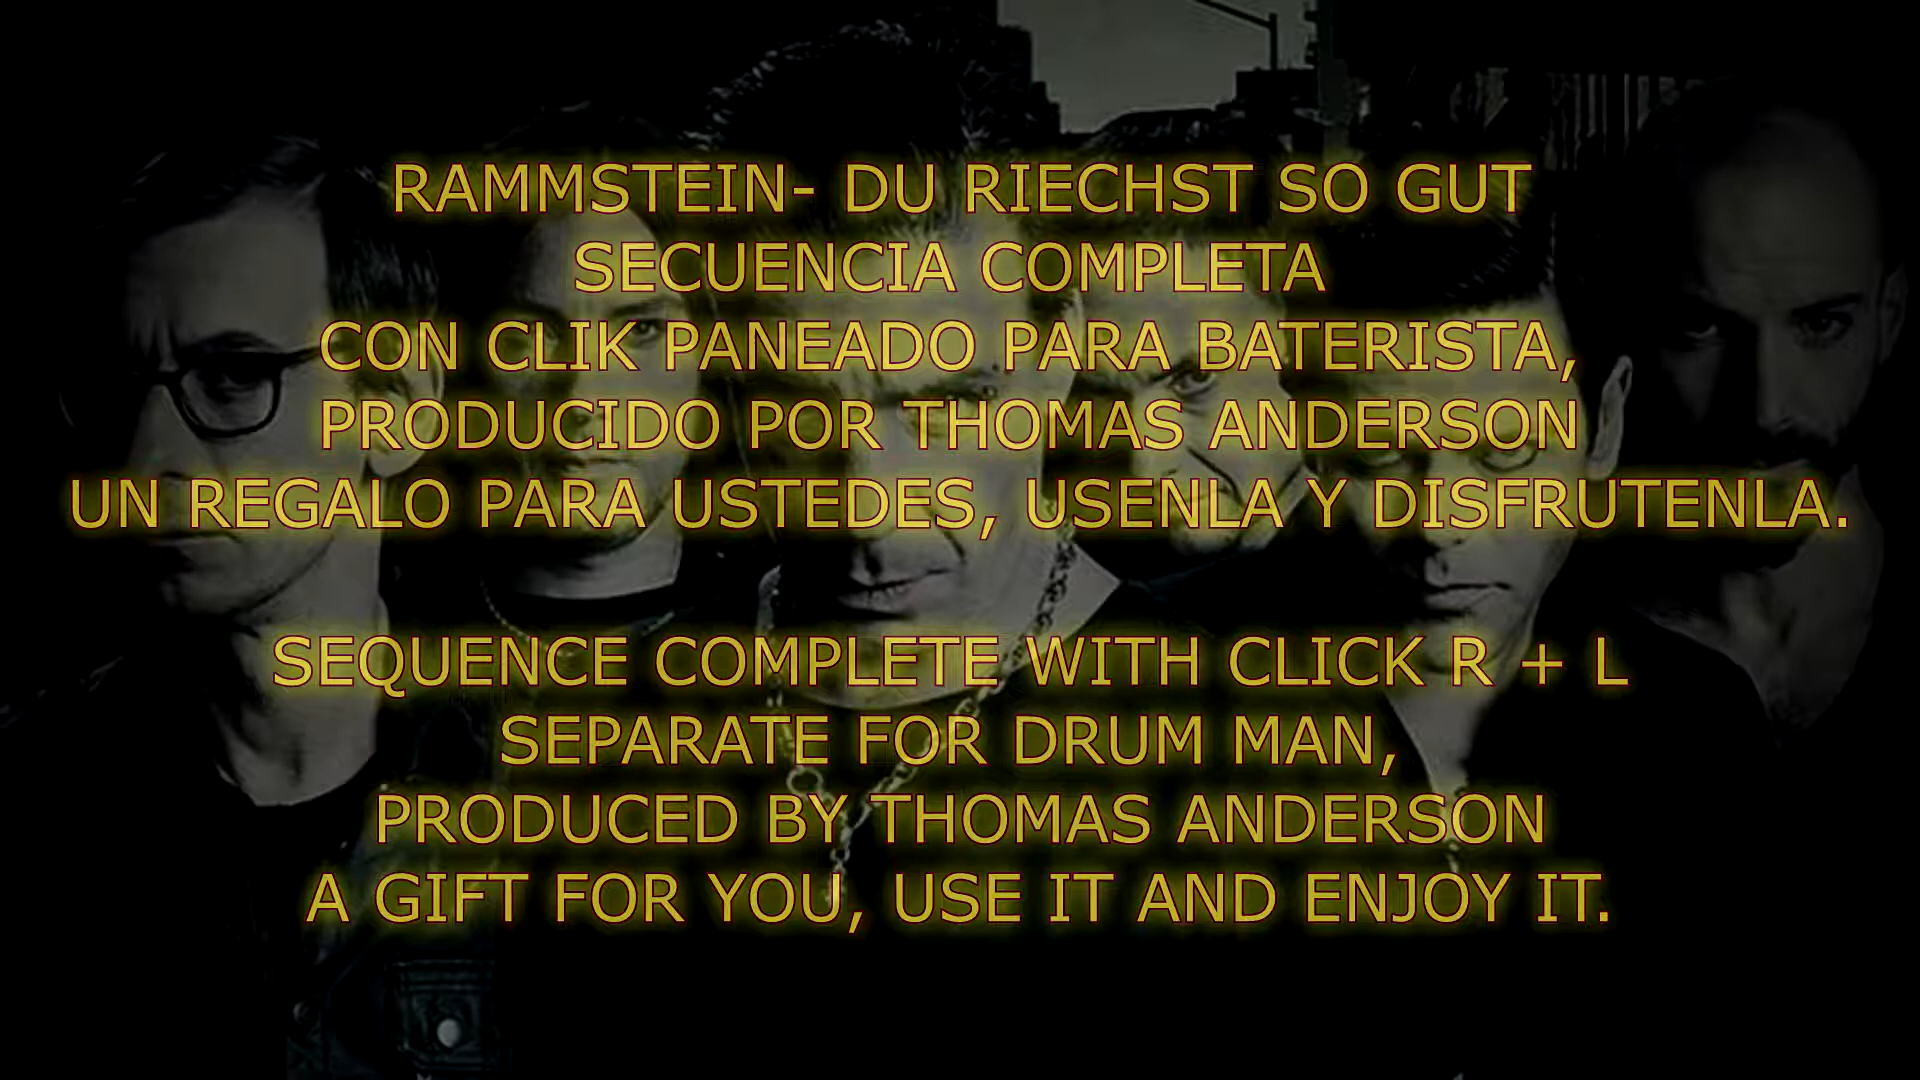 RAMMSTEIN- DU RIECHST SO GUT
SECUENCIA COMPLETA
CON CLIK PANEADO PARA BATERISTA,
PRODUCIDO POR THOMAS ANDERSON
UN REGALO PARA USTEDES, USENLA Y DISFRUTENLA.
SEQUENCE COMPLETE WITH CLICK R + L
SEPARATE FOR DRUM MAN,
PRODUCED BY THOMAS ANDERSON
A GIFT FOR YOU, USE IT AND ENJOY IT.